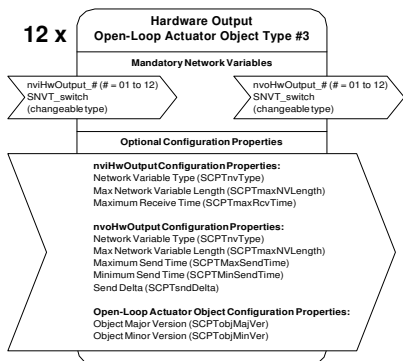 12 x
Hardware Output
Open-Loop Actuator Object Type #3
Mandatory Network Variables
nviHwOutput_# (# = 01 to 12)
SNVT_switch
(changeable type)
nvoHwOutput_# (# = 01 to 12)
SNVT_switch
(changeable type)
Optional Configuration Properties
nviHwOutput Configuration Properties:
Network Variable Type (SCPTnvType)
Max Network Variable Length (SCPTmaxNVLength)
Maximum Receive Time (SCPTmaxRcvTime)
nvoHwOutput Configuration Properties:
Network Variable Type (SCPTnvType)
Max Network Variable Length (SCPTmaxNVLength)
Maximum Send Time (SCPTMaxSendTime)
Minimum Send Time (SCPTMinSendTime)
Send Delta (SCPTsndDelta)
Open-Loop Actuator Object Configuration Properties:
Object Major Version (SCPTobjMajVer)
Object Minor Version (SCPTobjMinVer)